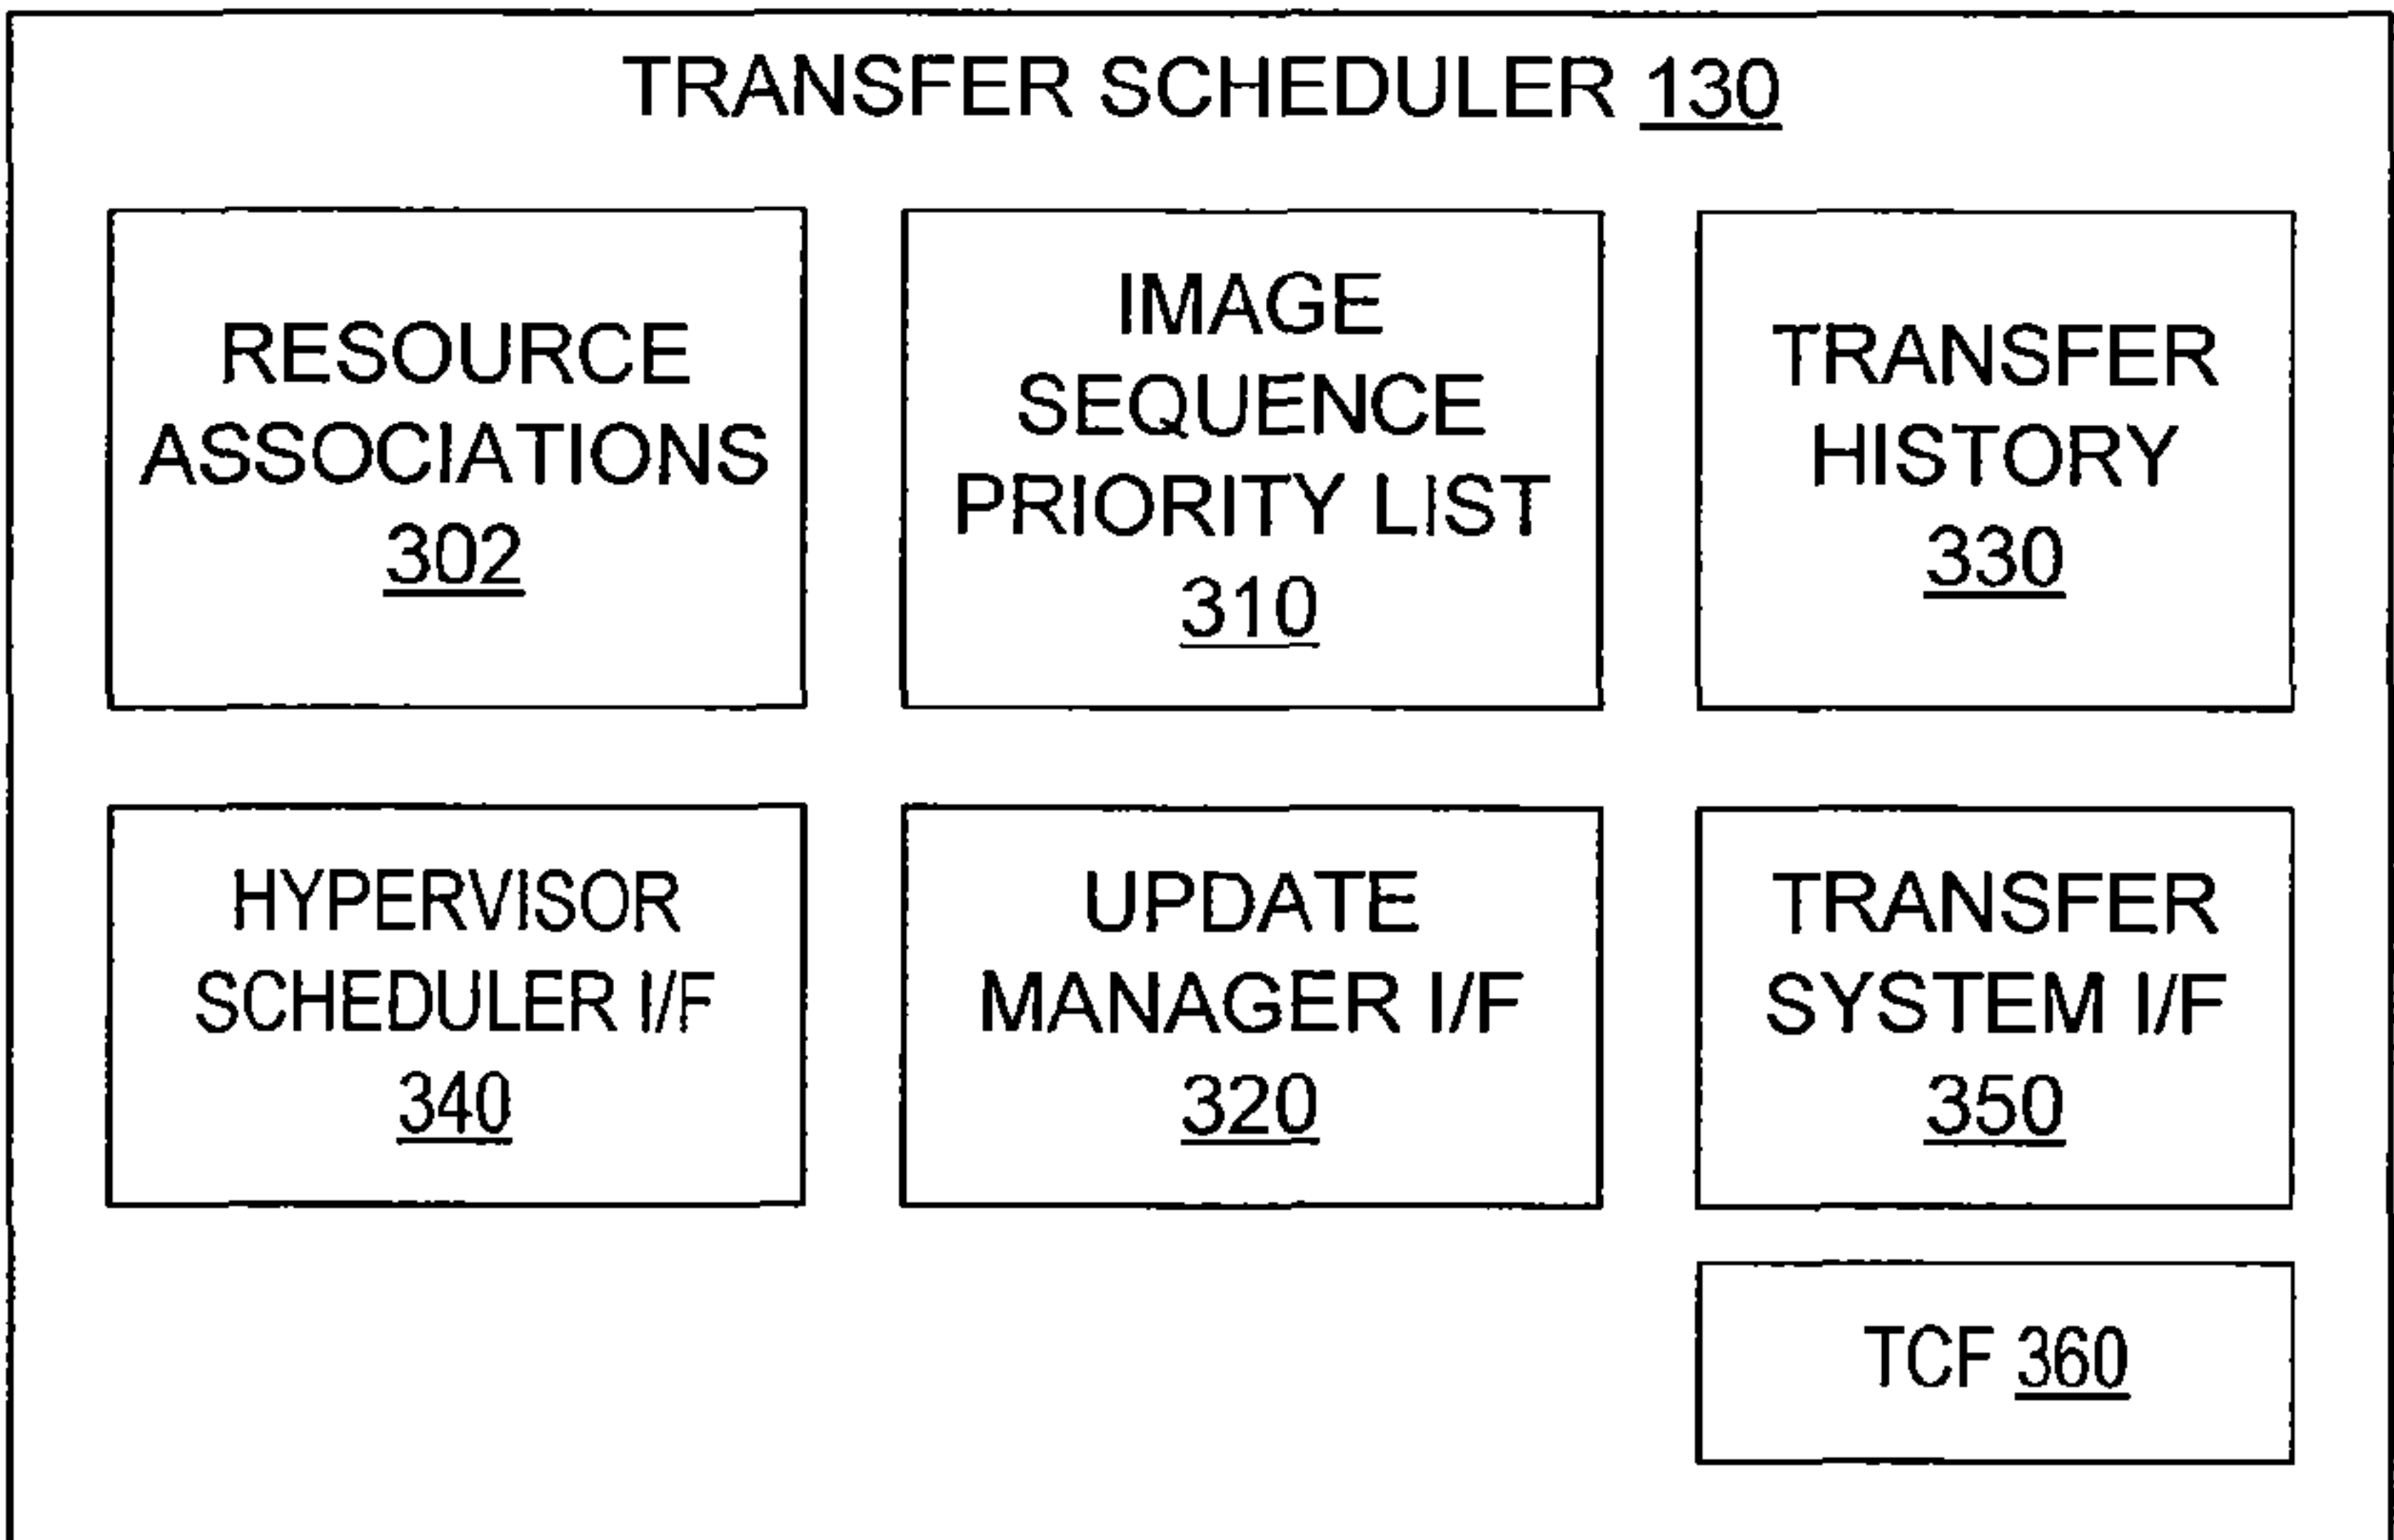 TRANSFER SCHEDULER 130
RESOURCE
ASSOCIATIONS
302
IMAGE
SEQUENCE
PRIORITY LIST
310
TRANSFER
HISTORY
330
HYPERVISOR
SCHEDULER I/F
340
UPDATE
MANAGER I/F
320
TRANSFER
SYSTEM I/F
350
TCF 360